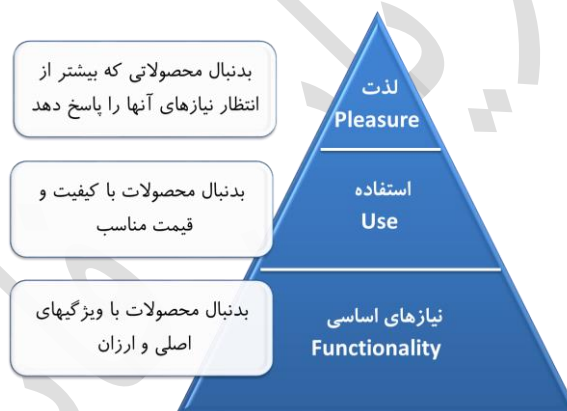 بدنبال محصولاتی که بیشتر از
انتظار نیازهای آنها را پاسخ دهد
لذت
Pleasure
بدنبال محصولات با کیفیت و
قیمت مناسب
استفاده
Use
بدنبال محصولات با ویژگیهای
اصلی و ارزان
نیازهای اساسی
Functionality